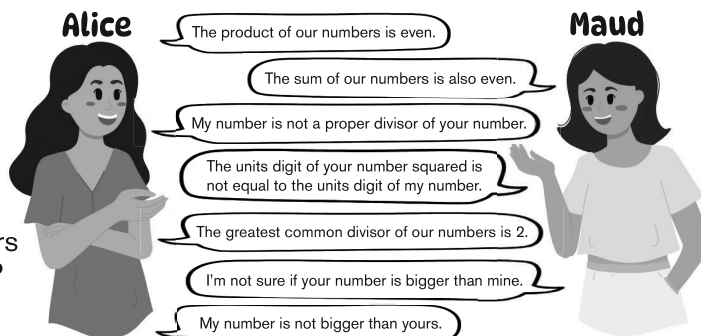 Alice
Maud
The product of our numbers is even.
The sum of our numbers is also even.
My number is not a proper divisor of your number.
The units digit of your number squared is
not equal to the units digit of my number.
The greatest common divisor of our numbers is 2.
I'm not sure if your number is bigger than mine.
My number is not bigger than yours.